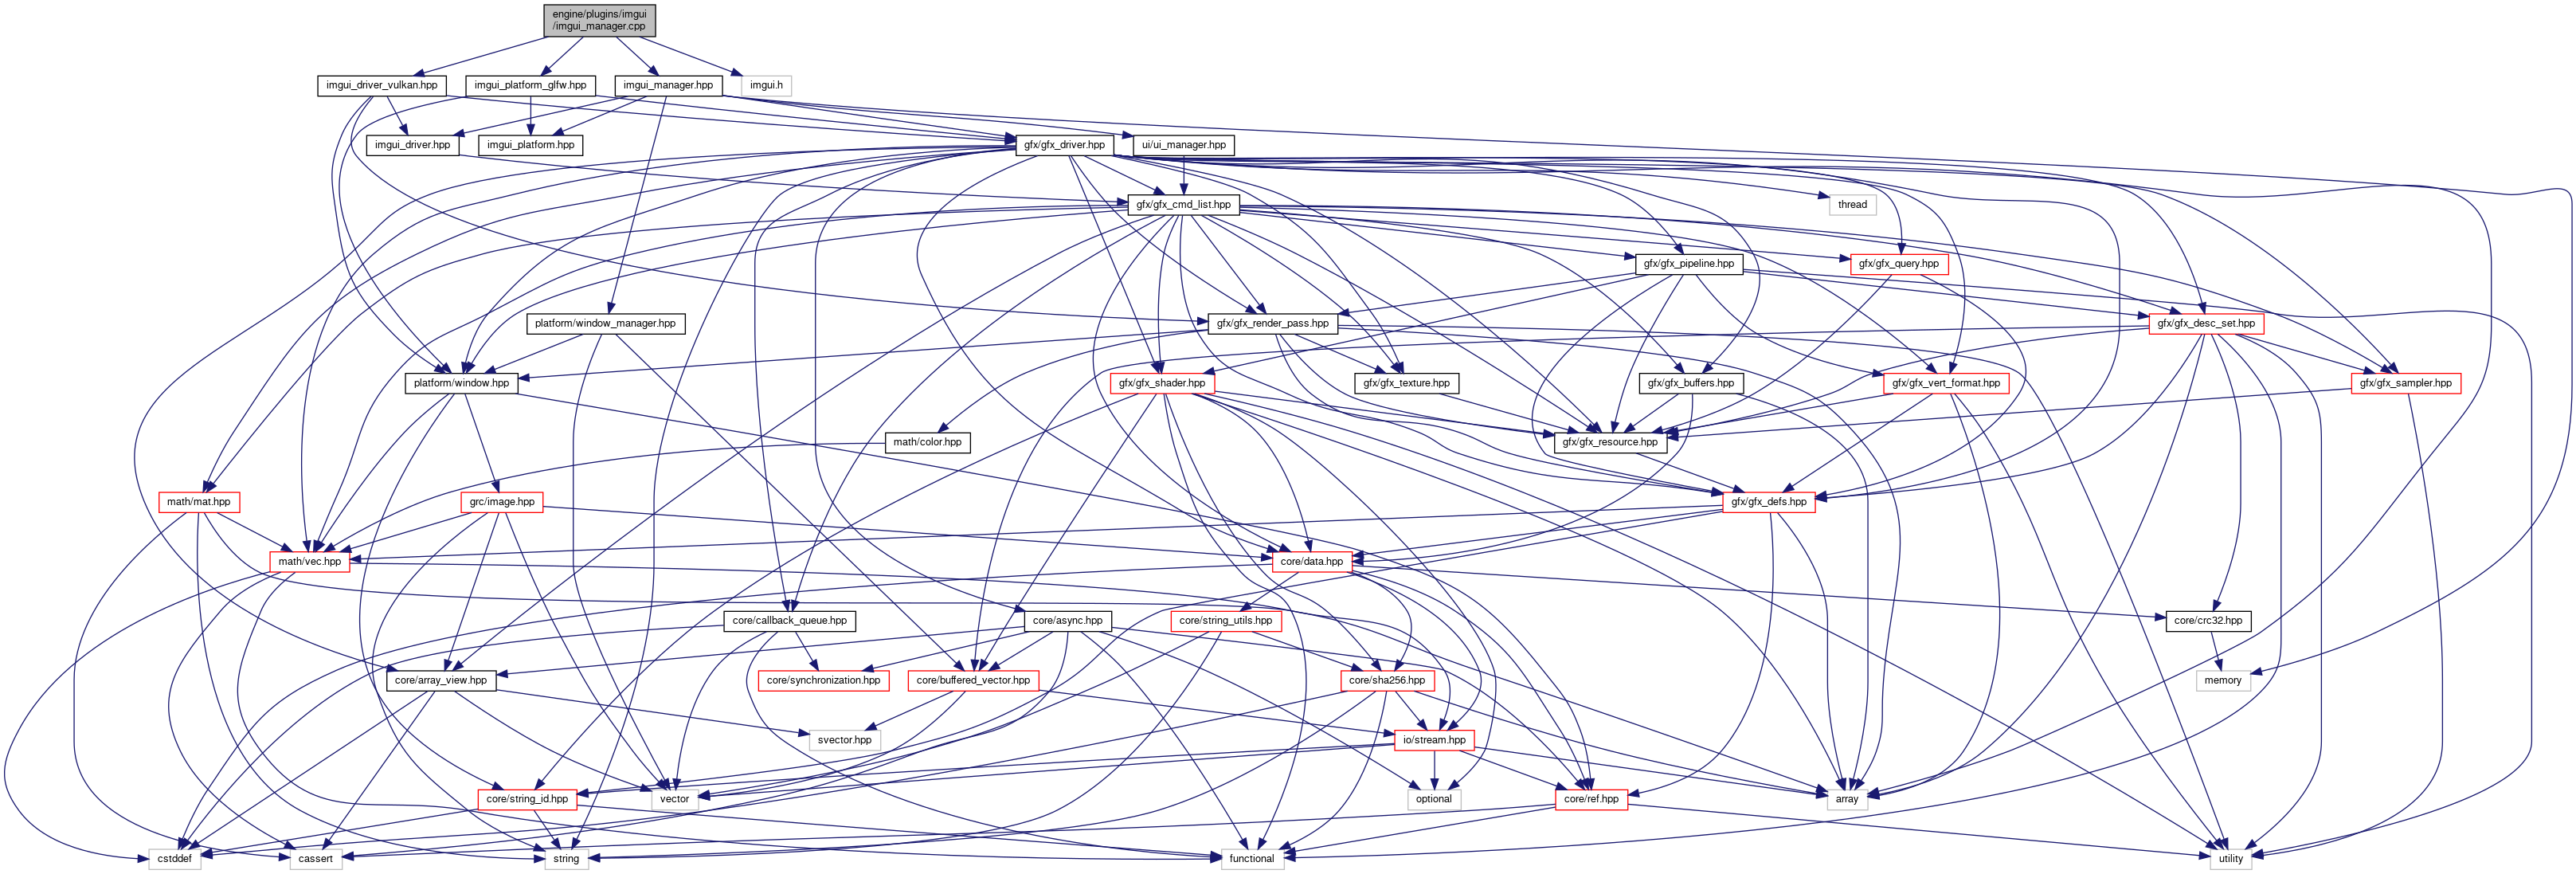 engine/plugins/imgui
/imgui_manager.cpp
imgui_driver_vulkan.hpp
imgui_platform_glfw.hpp
imgui_manager.hpp
imgui.h
imgui_driver.hpp
imgui_platform.hpp
gfx/gfx_driver.hpp
ui/ui_manager.hpp
gfx/gfx_cmd_list.hpp
thread
gfx/gfx_pipeline.hpp
gfx/gfx_query.hpp
platform/window_manager.hpp
gfx/gfx_render_pass.hpp
gfx/gfx_desc_set.hpp
platform/window.hpp
gfx/gfx_shader.hpp
gfx/gfx_texture.hpp
gfx/gfx_buffers.hpp
gfx/gfx_vert_format.hpp
gfx/gfx_sampler.hpp
math/color.hpp
gfx/gfx_resource.hpp
math/mat.hpp
grc/image.hpp
gfx/gfx_defs.hpp
math/vec.hpp
core/data.hpp
core/callback_queue.hpp
core/async.hpp
core/string_utils.hpp
core/crc32.hpp
core/array_view.hpp
core/synchronization.hpp
core/buffered_vector.hpp
core/sha256.hpp
memory
svector.hpp
io/stream.hpp
core/string_id.hpp
vector
optional
core/ref.hpp
array
cstddef
cassert
string
functional
utility